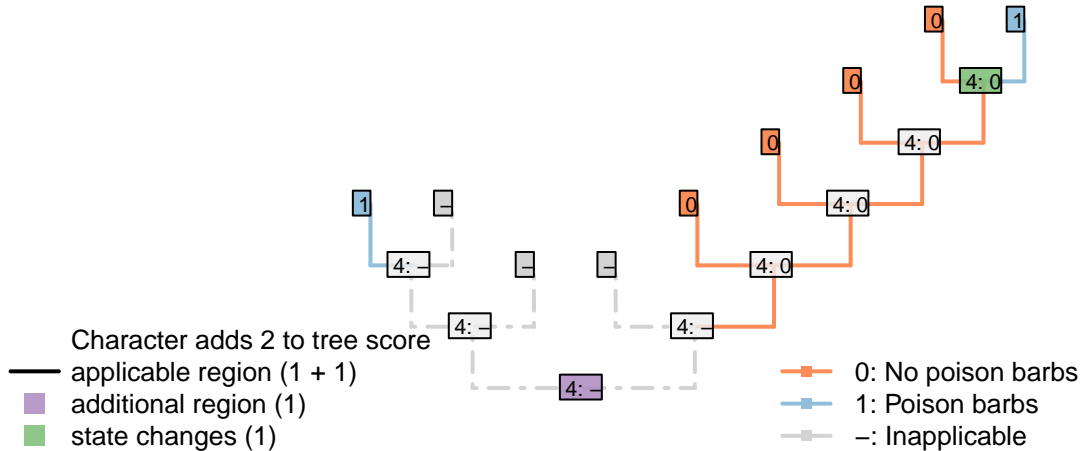 0 1
4: 0
0
4: 0
0
4: 0
1 – 0
4: – – – 4: 0
4: – 4: –
Character adds 2 to tree score
applicable region (1 + 1)
4: –
additional region (1)
state changes (1)
0: No poison barbs
1: Poison barbs
–: Inapplicable